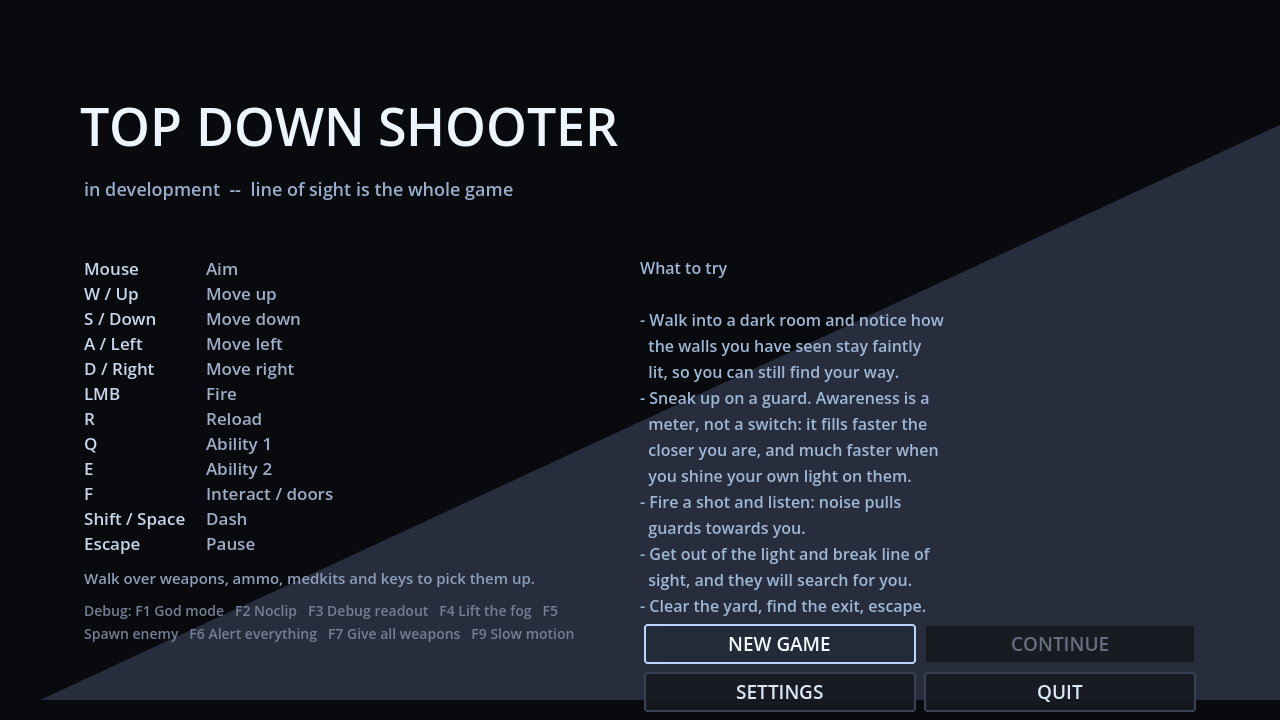 TOP DOWN SHOOTER
in development -- line of sight is the whole game
Mouse Aim
W / Up Move up
S / Down Move down
A / Left Move left
D / Right Move right
LMB Fire
R Reload
Q Ability 1
E Ability 2
F Interact / doors
Shift / Space Dash
Escape Pause
Walk over weapons, ammo, medkits and keys to pick them up.
Debug: F1 God mode F2 Noclip F3 Debug readout F4 Lift the fog F5
Spawn enemy F6 Alert everything F7 Give all weapons F9 Slow motion
What to try
- Walk into a dark room and notice how
the walls you have seen stay faintly
lit, so you can still find your way.
- Sneak up on a guard. Awareness is a
meter, not a switch: it fills faster the
closer you are, and much faster when
you shine your own light on them.
- Fire a shot and listen: noise pulls
guards towards you.
- Get out of the light and break line of
sight, and they will search for you.
- Clear the yard, find the exit, escape.
NEW GAME CONTINUE
SETTINGS QUIT